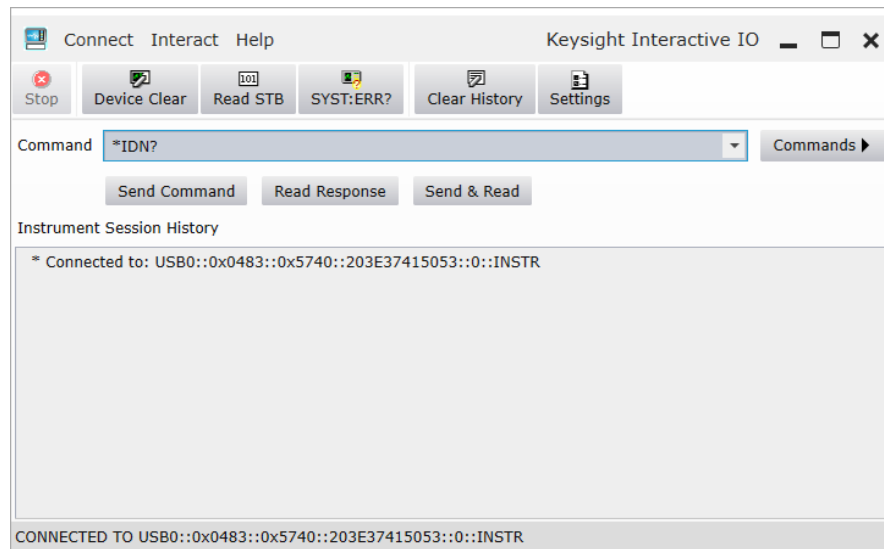 Connect Interact Help Keysight Interactive IO
Stop Device Clear Read STB SYST:ERR? Clear History Settings
Command *IDN? Commands
Send Command Read Response Send & Read
Instrument Session History
* Connected to: USB0::0x0483::0x5740::203E37415053::0::INSTR
CONNECTED TO USB0::0x0483::0x5740::203E37415053::0::INSTR